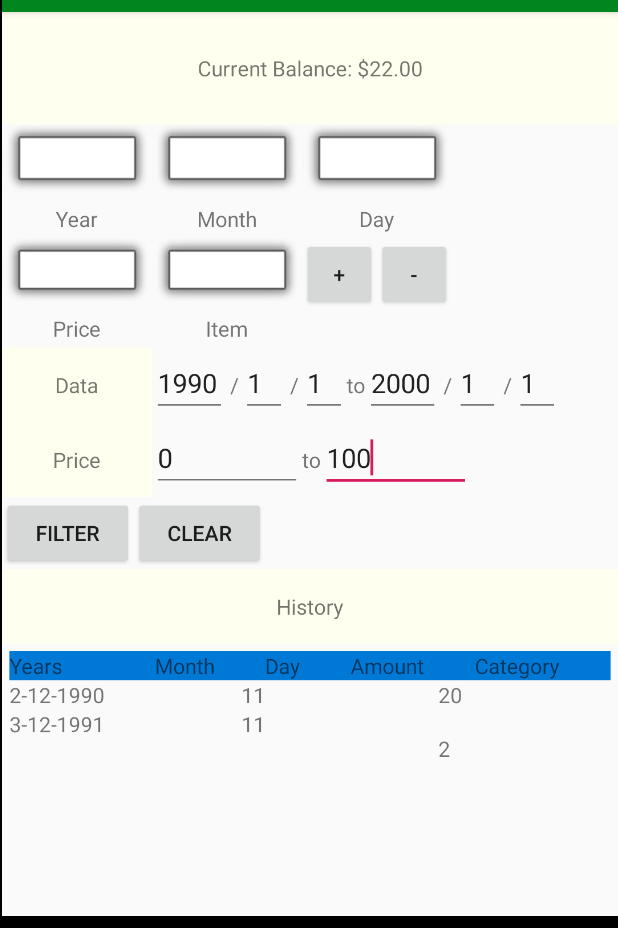 Current Balance: $22.00
Year Month Day
+ -
Price Item
Data 1990 / 1 / 1 to 2000 / 1 / 1
Price 0 to 100
FILTER CLEAR
History
Years Month Day Amount Category
2-12-1990 11 20
3-12-1991 11
2